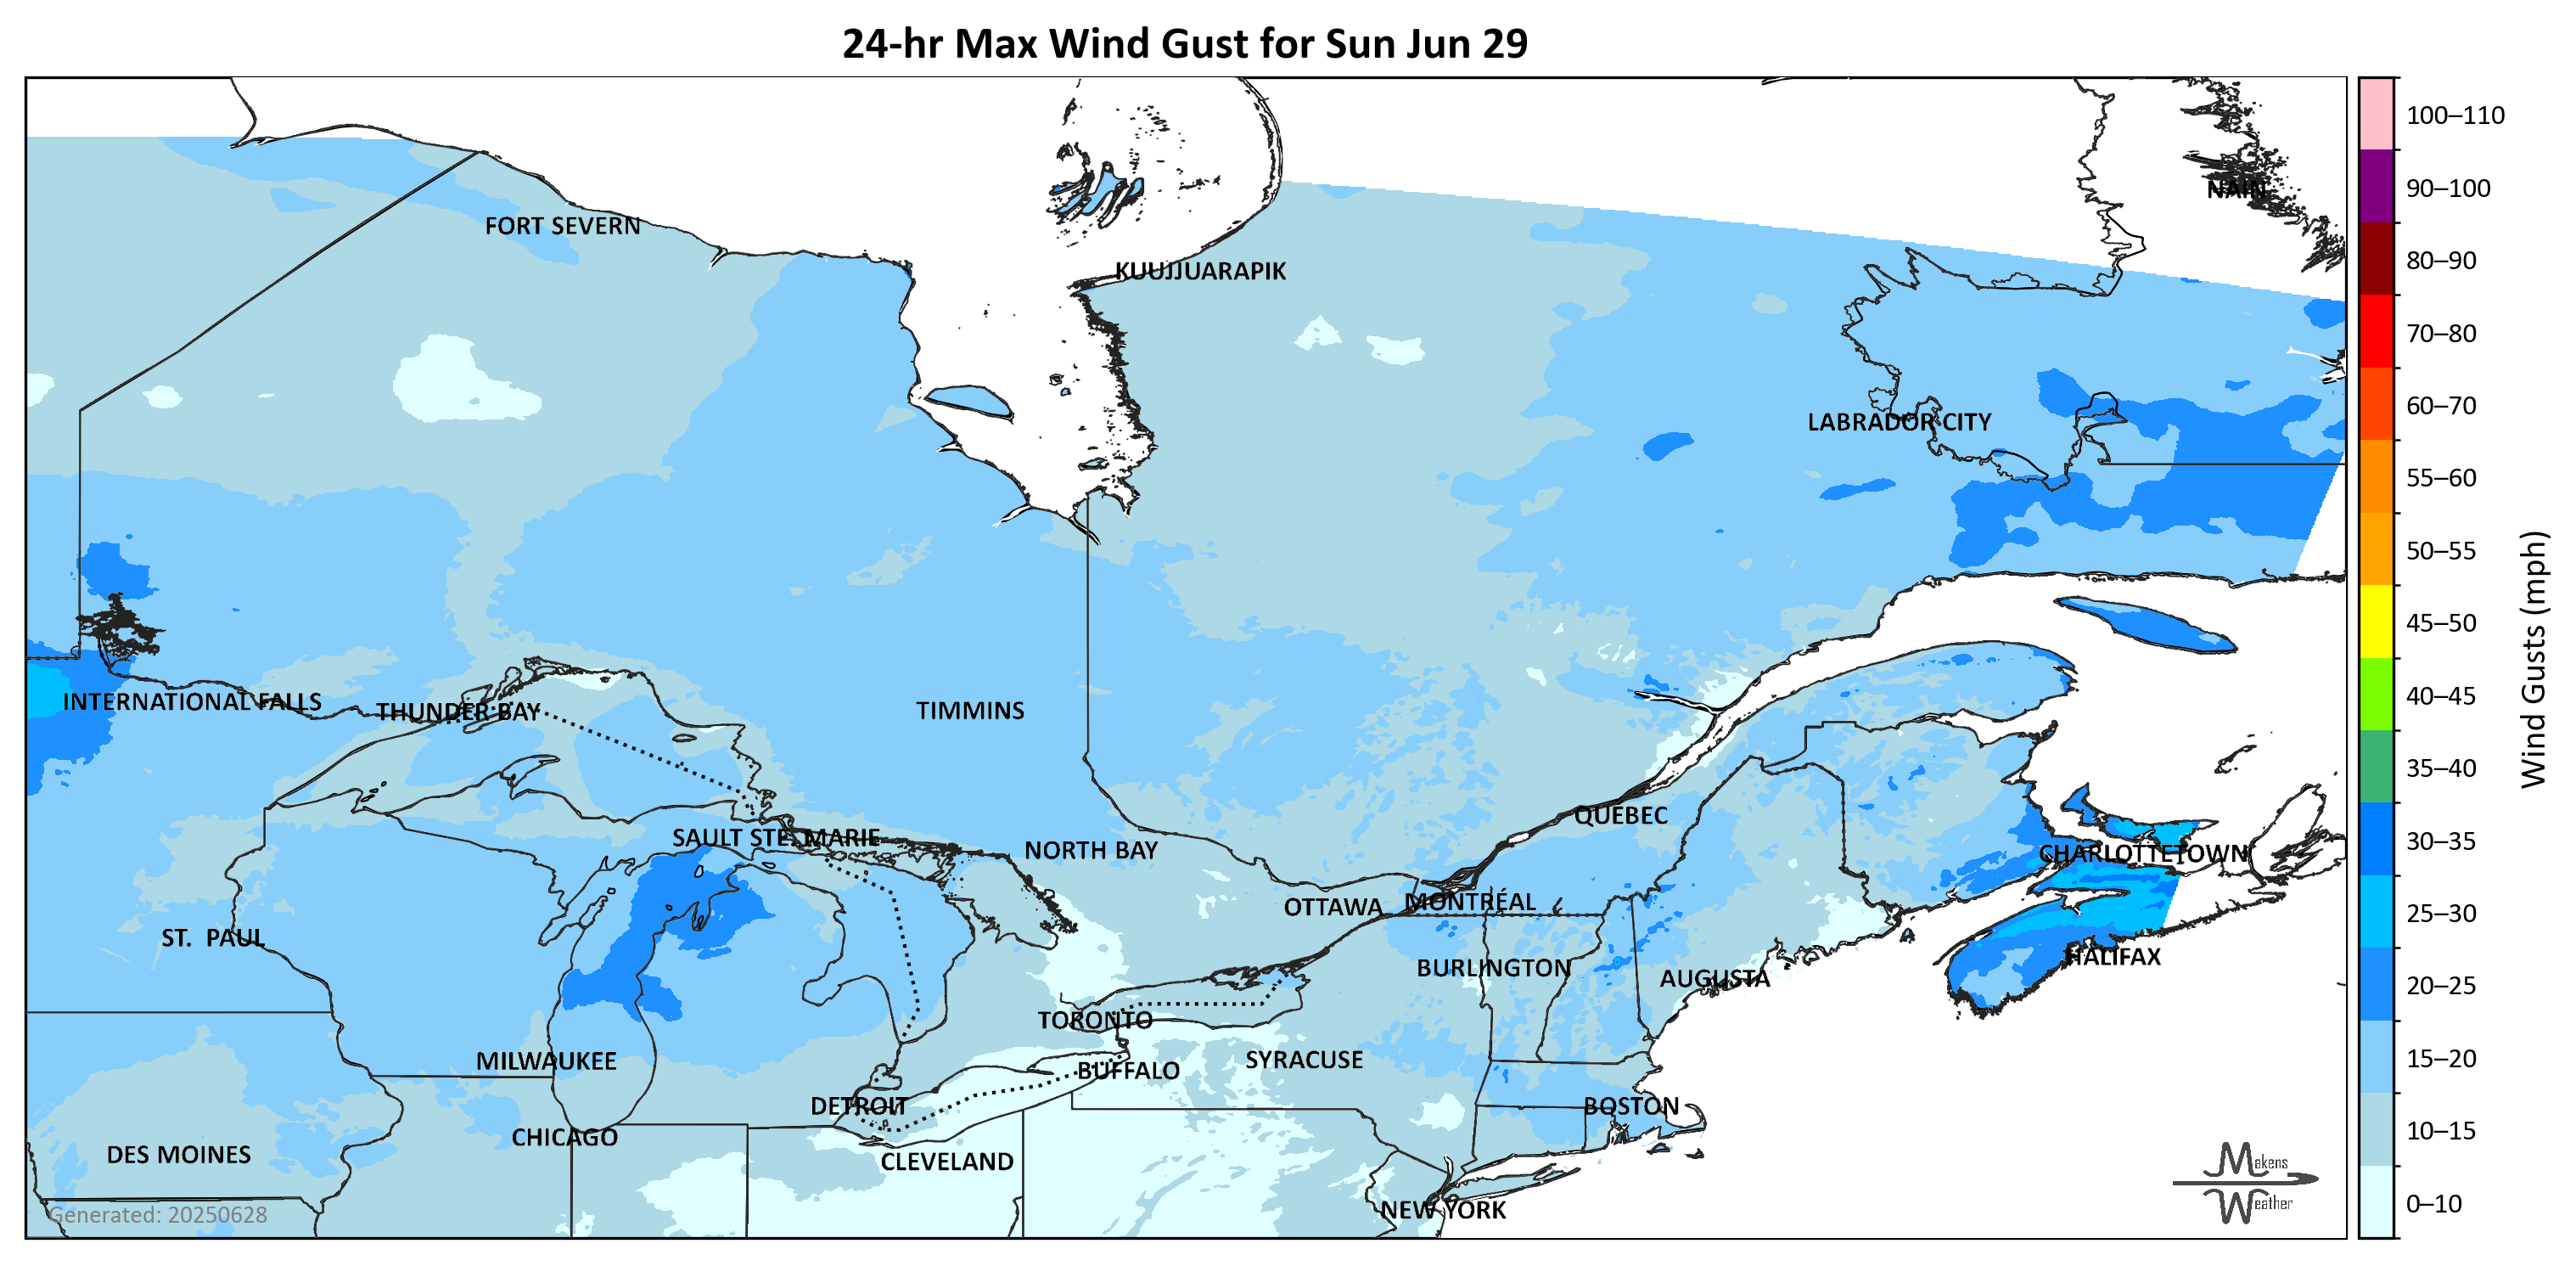 24-hr Max Wind Gust for Sun Jun 29
100–110
90–100
80–90
70–80
60–70
55–60
50–55
45–50
40–45
35–40
30–35
25–30
20–25
15–20
10–15
0–10
Wind Gusts (mph)
NAIN
FORT SEVERN
KUUJJUARAPIK
LABRADOR CITY
INTERNATIONAL FALLS
THUNDER BAY
TIMMINS
QUEBEC
SAULT STE. MARIE
NORTH BAY
CHARLOTTETOWN
OTTAWA
MONTRÉAL
ST. PAUL
HALIFAX
BURLINGTON
AUGUSTA
TORONTO
MILWAUKEE
BUFFALO
SYRACUSE
DETROIT
BOSTON
CHICAGO
DES MOINES
CLEVELAND
NEW YORK
Makens
Weather
Generated: 20250628